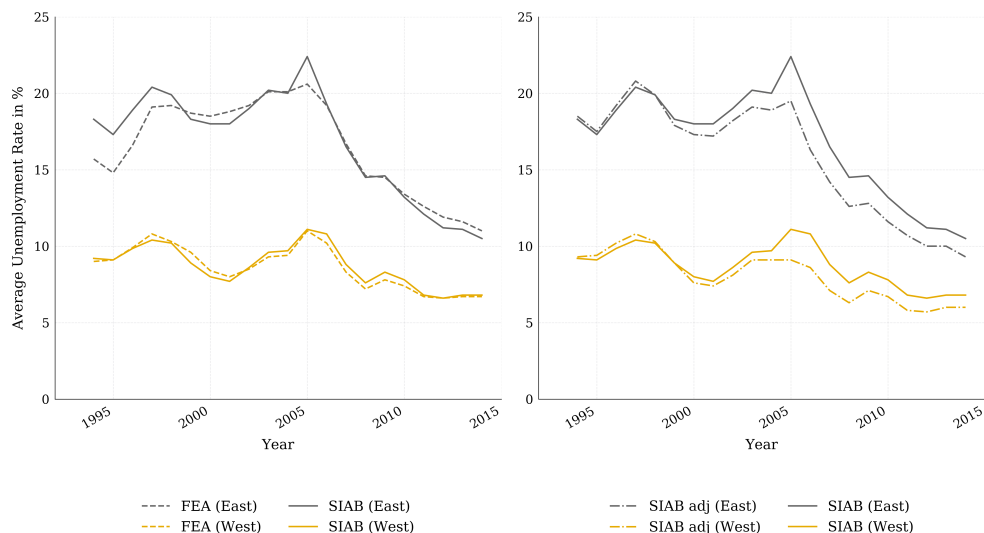 25
20
15
10
5
0
Average Unemployment Rate in %
1995
2000
2005
2010
2015
Year
FEA (East)
SIAB (East)
FEA (West)
SIAB (West)
25
20
15
10
5
0
1995
2000
2005
2010
2015
Year
SIAB adj (East)
SIAB (East)
SIAB adj (West)
SIAB (West)